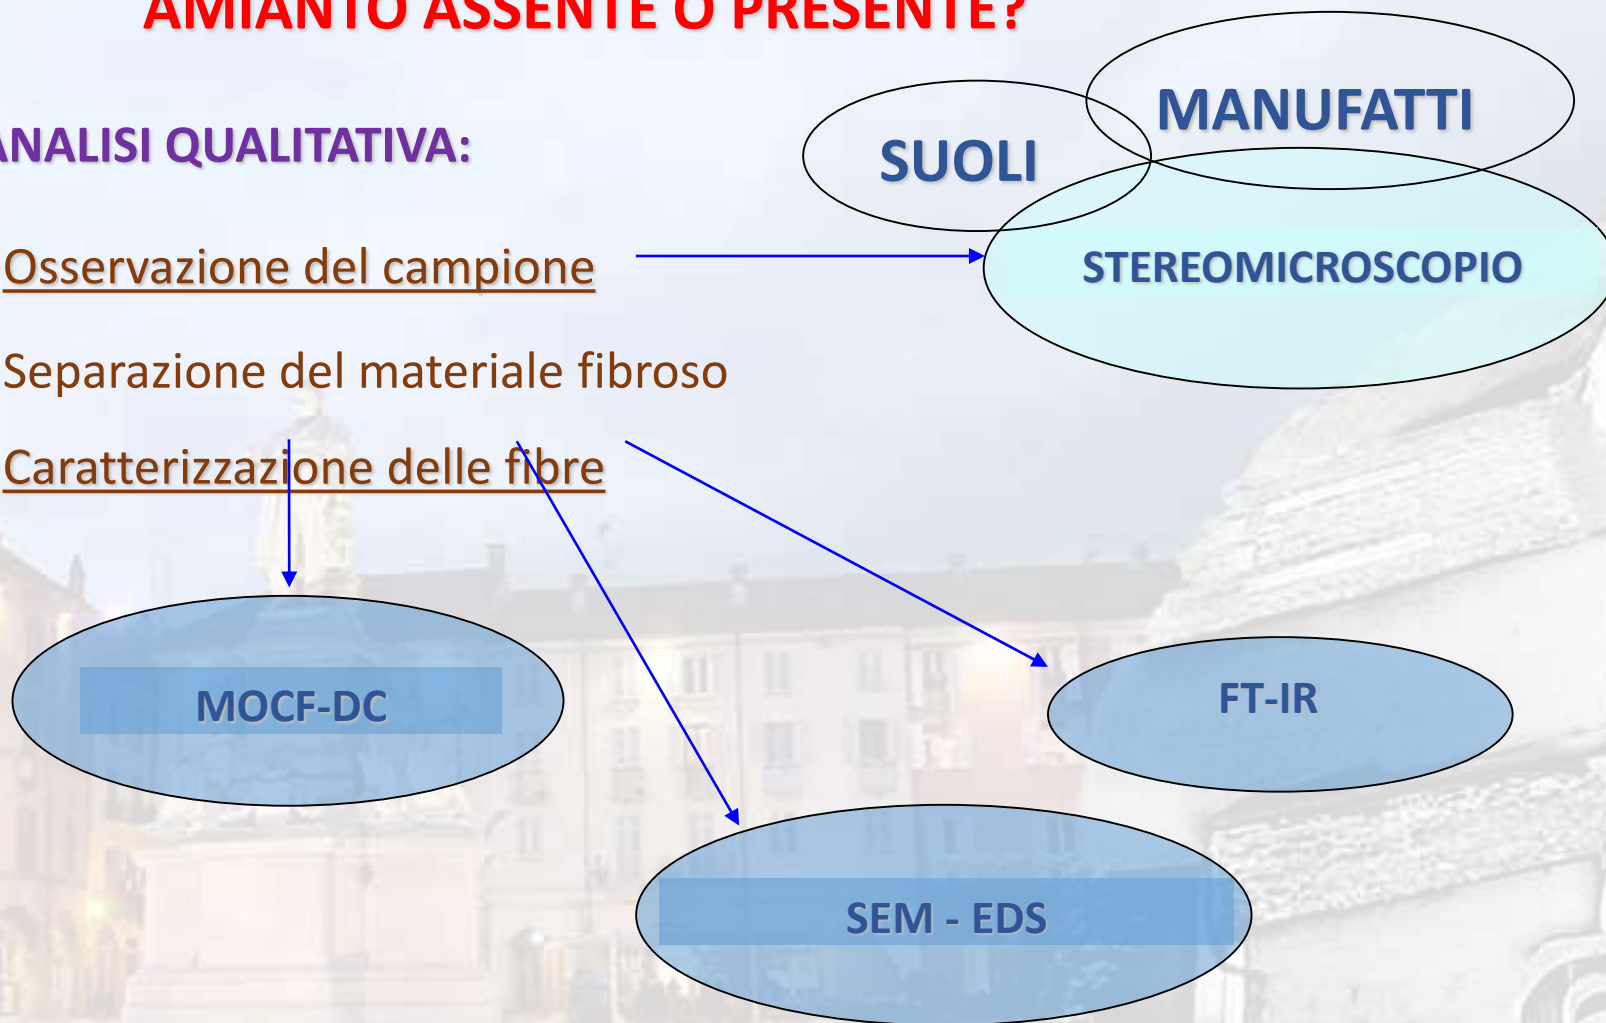 AMIANTO ASSENTE O PRESENTE?
MANUFATTI
ANALISI QUALITATIVA:
SUOLI
Osservazione del campione
STEREOMICROSCOPIO
Separazione del materiale fibroso
Caratterizzazione delle fibre
MOCF-DC
FT-IR
SEM - EDS